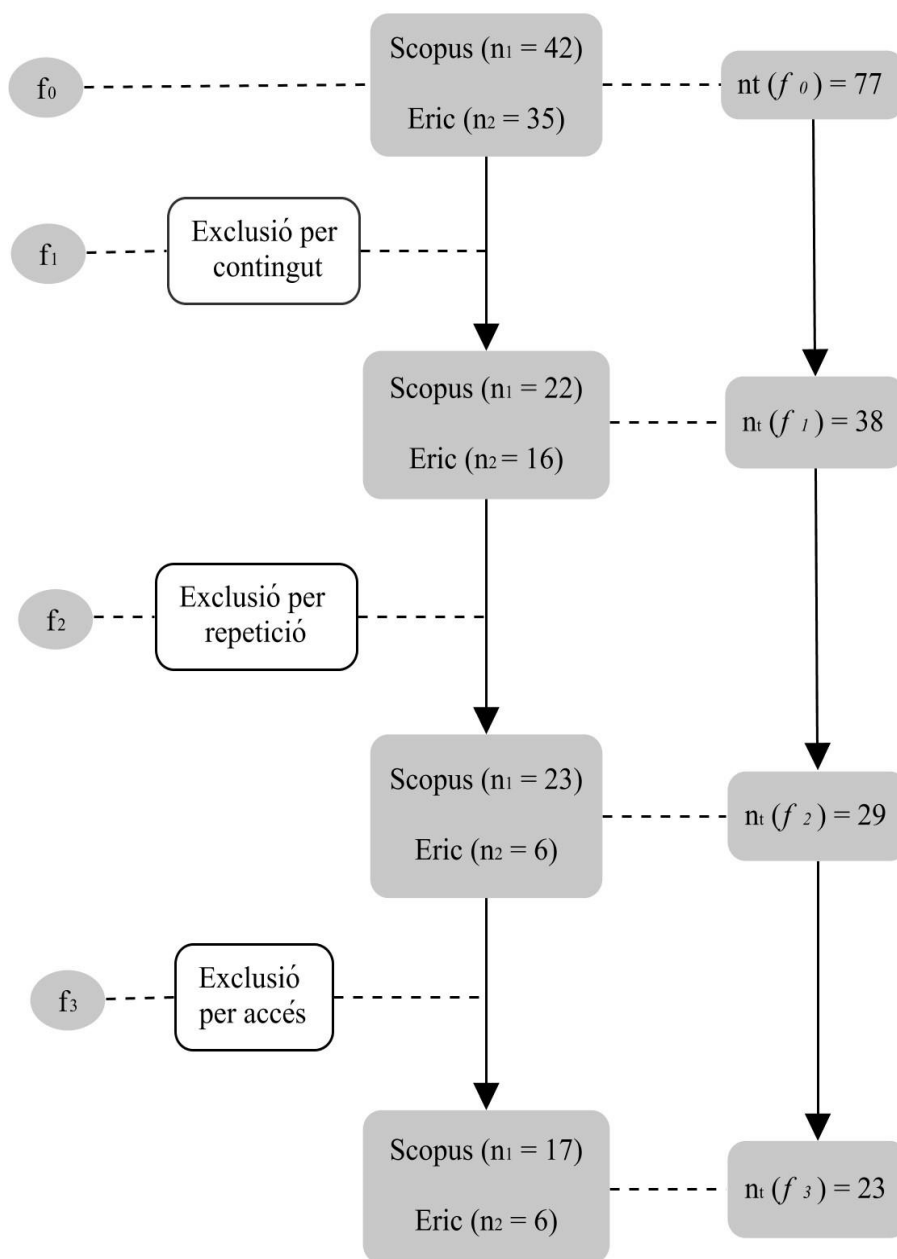 Scopus (n₁ = 42)
f₀
nt (f ₀) = 77
Eric (n₂ = 35)
Exclusió per
contingut
f₁
Scopus (n₁ = 22)
nₜ (f ₁) = 38
Eric (n₂ = 16)
Exclusió per
repetició
f₂
Scopus (n₁ = 23)
nₜ (f ₂) = 29
Eric (n₂ = 6)
Exclusió
per accés
f₃
Scopus (n₁ = 17)
nₜ (f ₃) = 23
Eric (n₂ = 6)